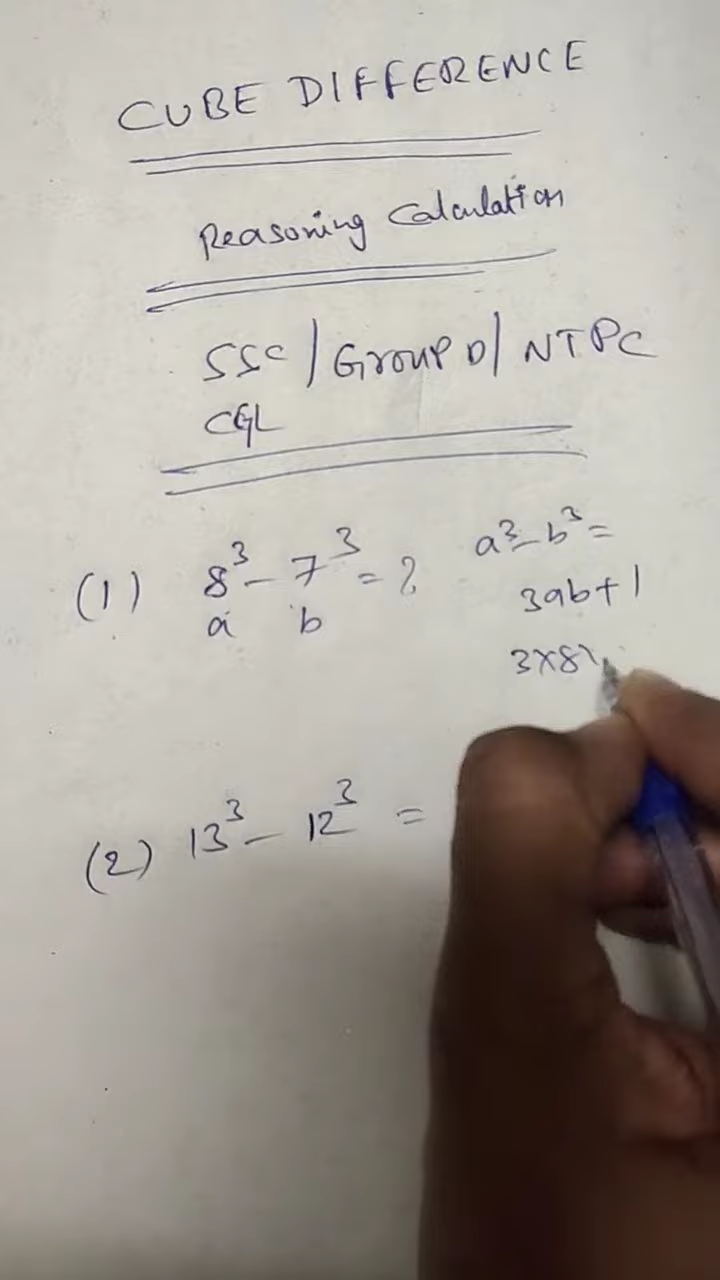 CUBE DIFFERENCE
Reasoning Calculation
SSC / GROUP D / NTPC
CGL
(1) 8³ - 7³ = ? a³ - b³ =
a b 3ab + 1
3×8×
(2) 13³ - 12³ =